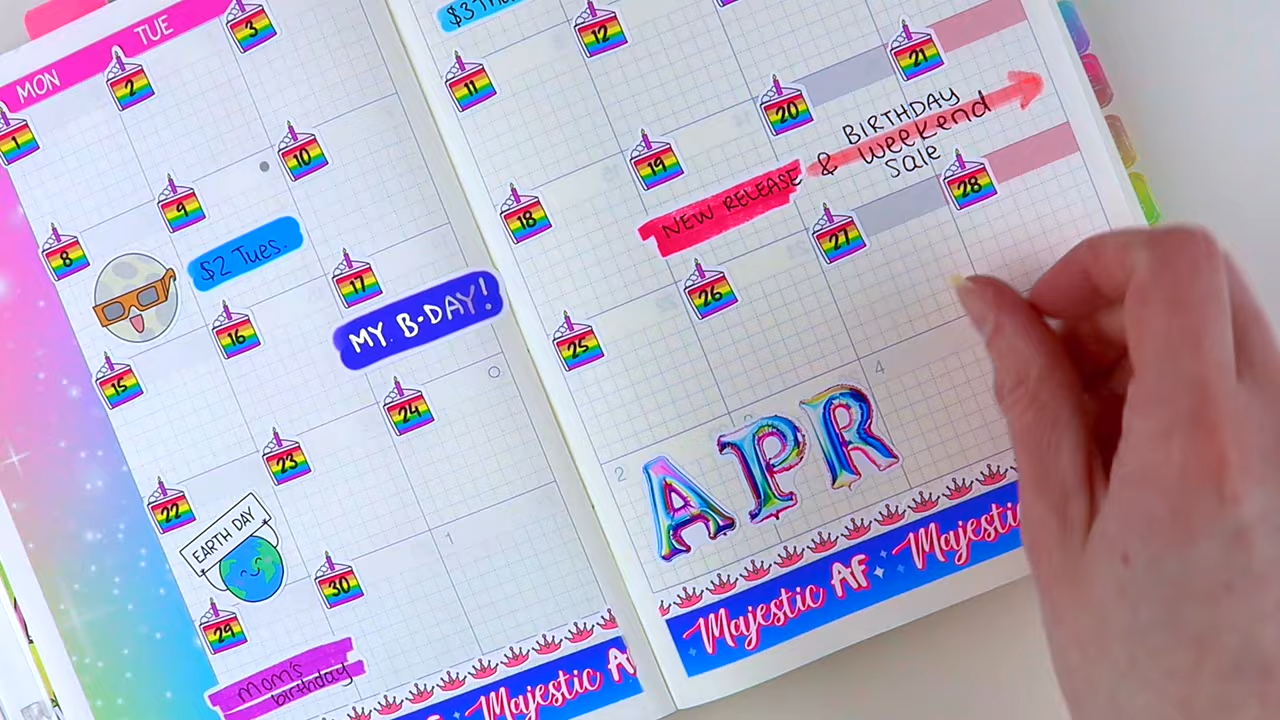 MON
TUE
1
2
3
8
9
10
$2 Tues.
15
16
17
MY B-DAY!
22
23
24
EARTH DAY
29
30
1
mom's
birthday
Majestic AF
11
12
18
19
20
21
NEW RELEASE & BIRTHDAY
weekend
sale
25
26
27
28
2
4
APR
Majestic AF
Majestic